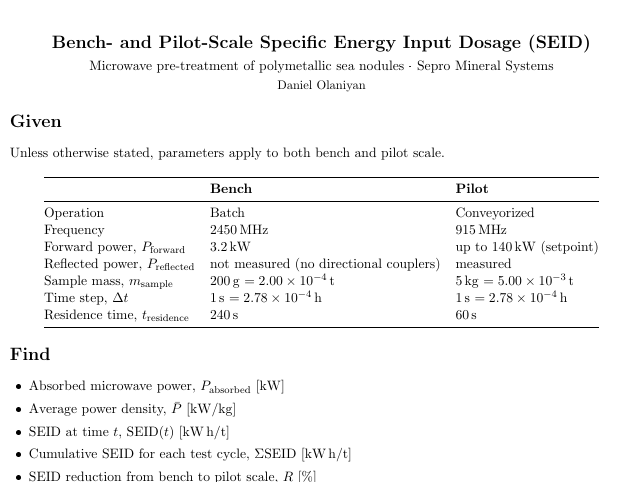 Bench- and Pilot-Scale Specific Energy Input Dosage (SEID)
Microwave pre-treatment of polymetallic sea nodules · Sepro Mineral Systems
Daniel Olaniyan
Given
Unless otherwise stated, parameters apply to both bench and pilot scale.
Bench Pilot
Operation Batch Conveyorized
Frequency 2450 MHz 915 MHz
Forward power, P_forward 3.2 kW up to 140 kW (setpoint)
Reflected power, P_reflected not measured (no directional couplers) measured
Sample mass, m_sample 200 g = 2.00 × 10⁻⁴ t 5 kg = 5.00 × 10⁻³ t
Time step, Δt 1 s = 2.78 × 10⁻⁴ h 1 s = 2.78 × 10⁻⁴ h
Residence time, t_residence 240 s 60 s
Find
• Absorbed microwave power, P_absorbed [kW]
• Average power density, P̄ [kW/kg]
• SEID at time t, SEID(t) [kW h/t]
• Cumulative SEID for each test cycle, ΣSEID [kW h/t]
• SEID reduction from bench to pilot scale, R [%]